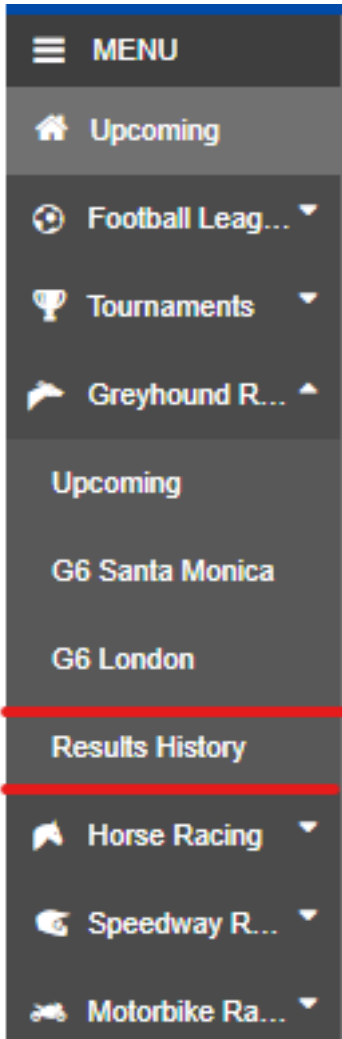 MENU
Upcoming
Football Leag...
Tournaments
Greyhound R...
Upcoming
G6 Santa Monica
G6 London
Results History
Horse Racing
Speedway R...
Motorbike Ra...